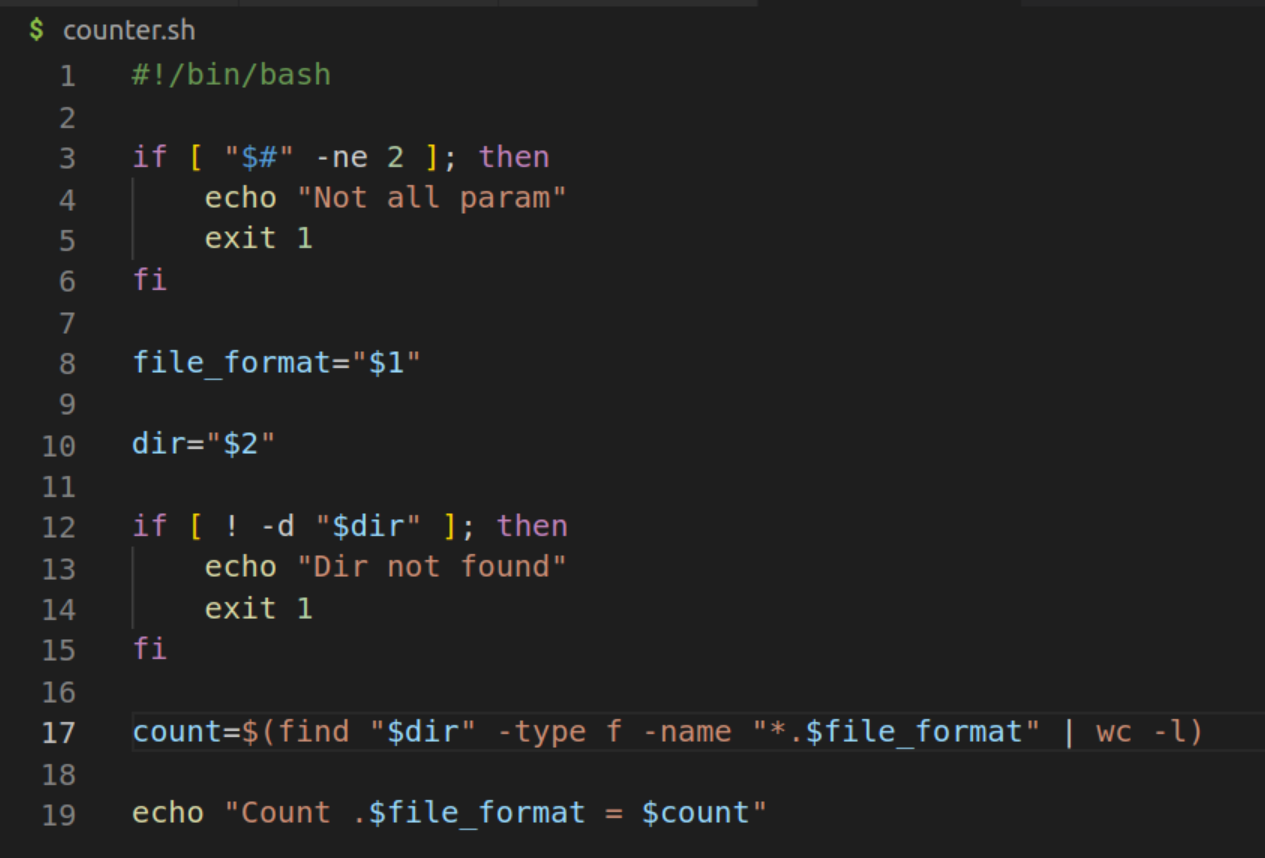 $ counter.sh
1 #!/bin/bash
2
3 if [ "$#" -ne 2 ]; then
4     echo "Not all param"
5     exit 1
6 fi
7
8 file_format="$1"
9
10 dir="$2"
11
12 if [ ! -d "$dir" ]; then
13     echo "Dir not found"
14     exit 1
15 fi
16
17 count=$(find "$dir" -type f -name "*.$file_format" | wc -l)
18
19 echo "Count .$file_format = $count"